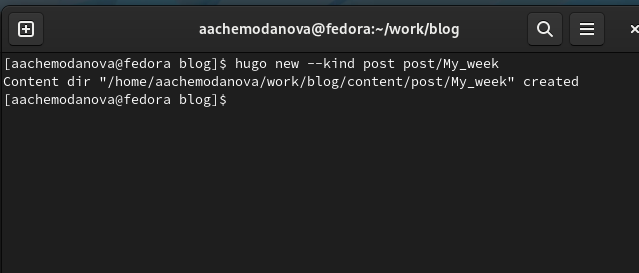 aachemodanova@fedora:~/work/blog
[aachemodanova@fedora blog]$ hugo new --kind post post/My_week
Content dir "/home/aachemodanova/work/blog/content/post/My_week" created
[aachemodanova@fedora blog]$